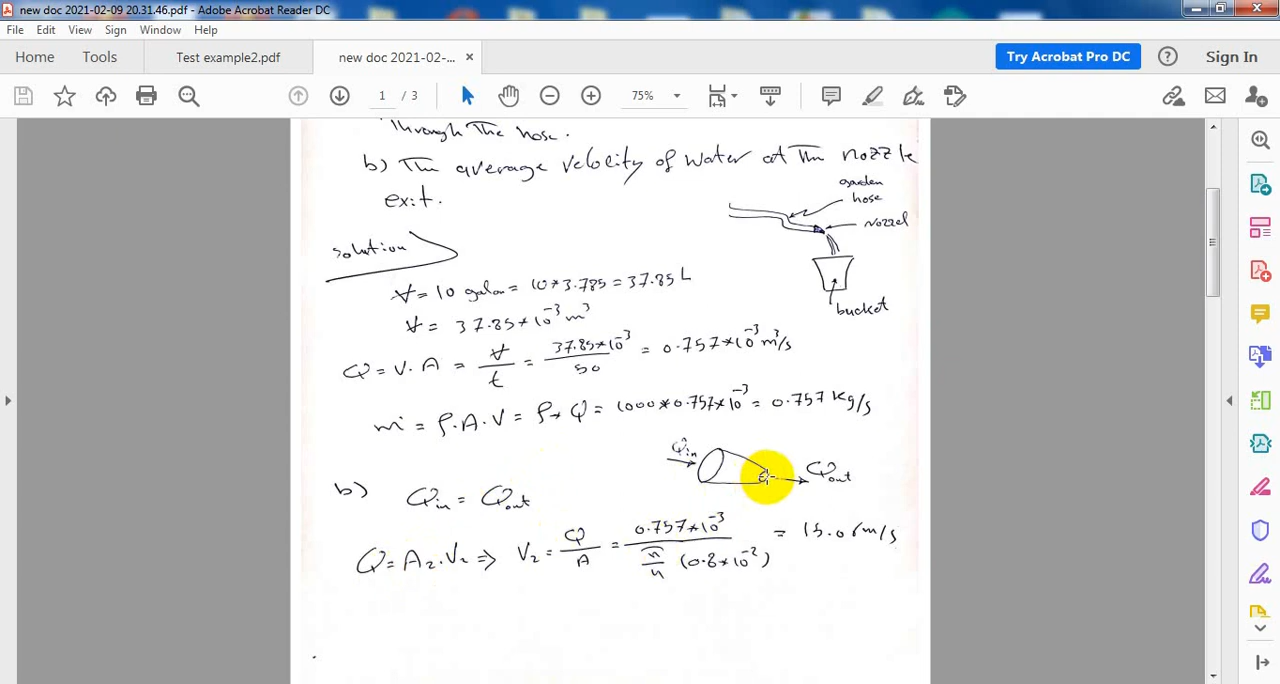 new doc 2021-02-09 20.31.46.pdf - Adobe Acrobat Reader DC
File Edit View Sign Window Help
Home Tools Test example2.pdf new doc 2021-02-... × Try Acrobat Pro DC Sign In
1 / 3 75%
Through The hose.
b) The average velocity of water at The nozzle
exit.
garden
hose
nozzel
bucket
solution
V = 10 galon = 10*3.785 = 37.85 L
V = 37.85*10^-3 m^3
Q = V.A = V/t = 37.85*10^-3/50 = 0.757*10^-3 m^3/s
ṁ = ρ.A.V = ρ*Q = 1000*0.757*10^-3 = 0.757 kg/s
Qin
Qout
b) Qin = Qout
Q = A2.V2 ⇒ V2 = Q/A = 0.757*10^-3 / π/4 (0.8*10^-2) = 15.06 m/s